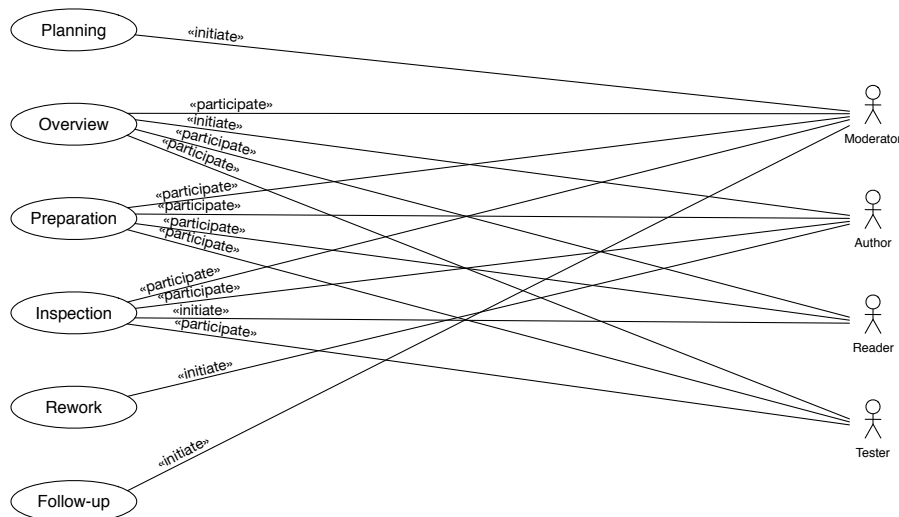 Planning
«initiate»
«participate»
Overview
«initiate»
«participate»
«participate»
Moderator
«participate»
Preparation
«participate»
«participate»
«participate»
Author
«participate»
Inspection
«participate»
«initiate»
«participate»
Reader
«initiate»
Rework
Tester
«initiate»
Follow-up